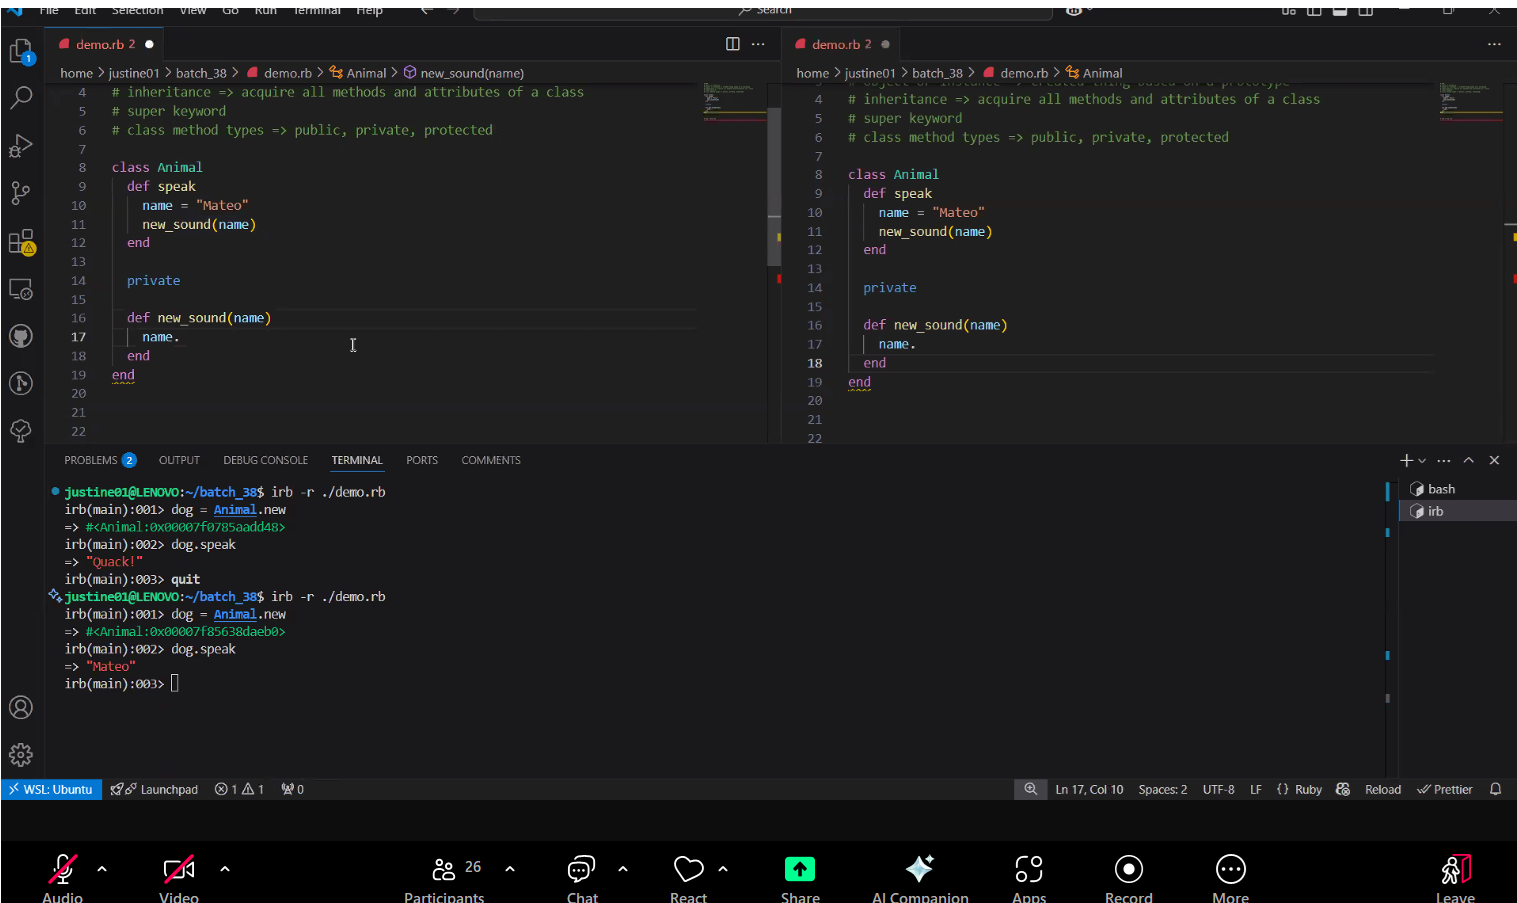 File Edit Selection View Go Run Terminal Help Search
demo.rb 2
home > justine01 > batch_38 > demo.rb > Animal > new_sound(name)
4 # inheritance => acquire all methods and attributes of a class
5 # super keyword
6 # class method types => public, private, protected
7
8 class Animal
9 def speak
10 name = "Mateo"
11 new_sound(name)
12 end
13
14 private
15
16 def new_sound(name)
17 name.
18 end
19 end
20
21
22
demo.rb 2
home > justine01 > batch_38 > demo.rb > Animal
4 # inheritance => acquire all methods and attributes of a class
5 # super keyword
6 # class method types => public, private, protected
7
8 class Animal
9 def speak
10 name = "Mateo"
11 new_sound(name)
12 end
13
14 private
15
16 def new_sound(name)
17 name.
18 end
19 end
20
21
22
PROBLEMS 2 OUTPUT DEBUG CONSOLE TERMINAL PORTS COMMENTS
justine01@LENOVO:~/batch_38$ irb -r ./demo.rb
irb(main):001> dog = Animal.new
=> #<Animal:0x00007f0785aadd48>
irb(main):002> dog.speak
=> "Quack!"
irb(main):003> quit
justine01@LENOVO:~/batch_38$ irb -r ./demo.rb
irb(main):001> dog = Animal.new
=> #<Animal:0x00007f85638daeb0>
irb(main):002> dog.speak
=> "Mateo"
irb(main):003>
bash
irb
1
WSL: Ubuntu Launchpad 1 1 0 Ln 17, Col 10 Spaces: 2 UTF-8 LF {} Ruby Reload Prettier
26
Audio Video Participants Chat React Share AI Companion Apps Record More Leave